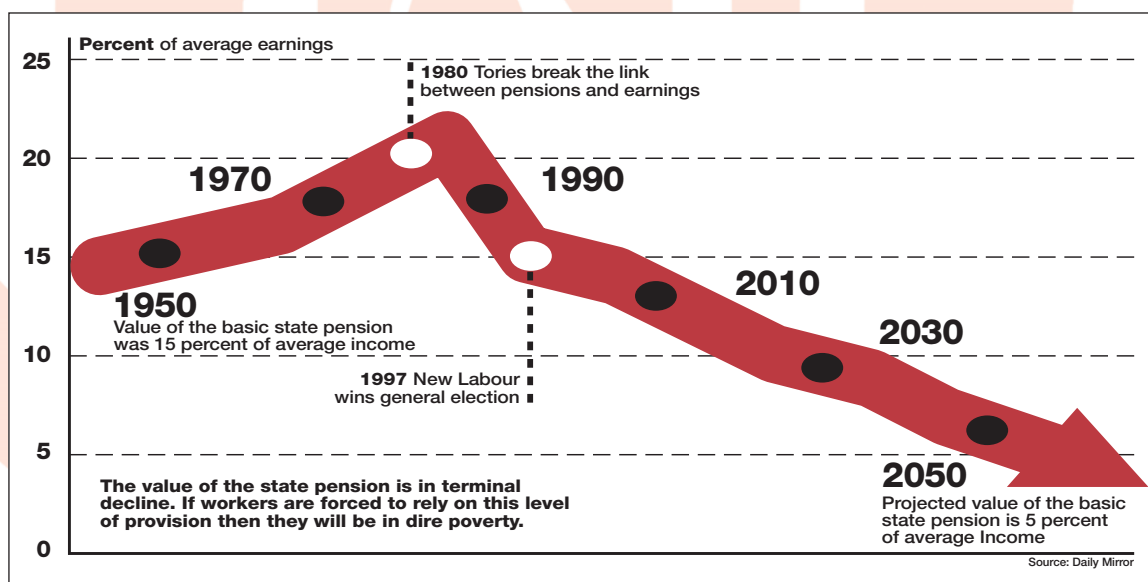 Percent of average earnings
25
20
15
10
5
0
1980 Tories break the link
between pensions and earnings
1970
1990
1950
Value of the basic state pension
was 15 percent of average income
2010
2030
1997 New Labour
wins general election
The value of the state pension is in terminal
decline. If workers are forced to rely on this level
of provision then they will be in dire poverty.
2050
Projected value of the basic
state pension is 5 percent
of average Income
Source: Daily Mirror